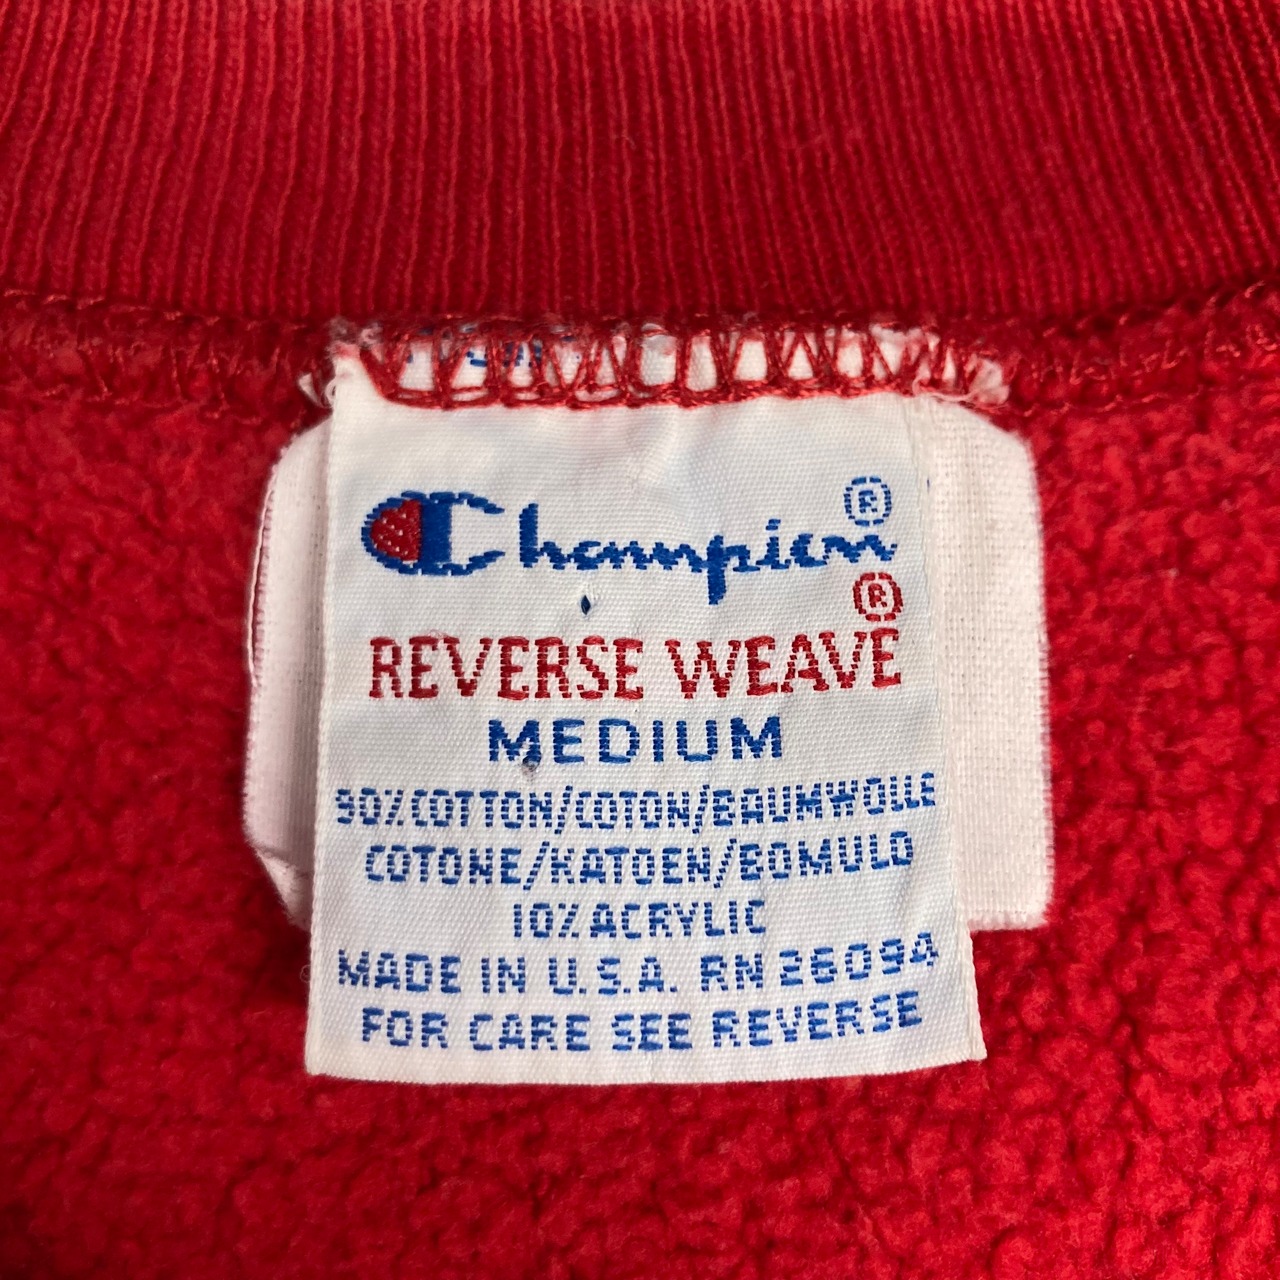 Champion®
®
REVERSE WEAVE
MEDIUM
90% COTTON/COTON/BAUMWOLLE
COTONE/KATOEN/BOMULD
10% ACRYLIC
MADE IN U.S.A. RN 26094
FOR CARE SEE REVERSE